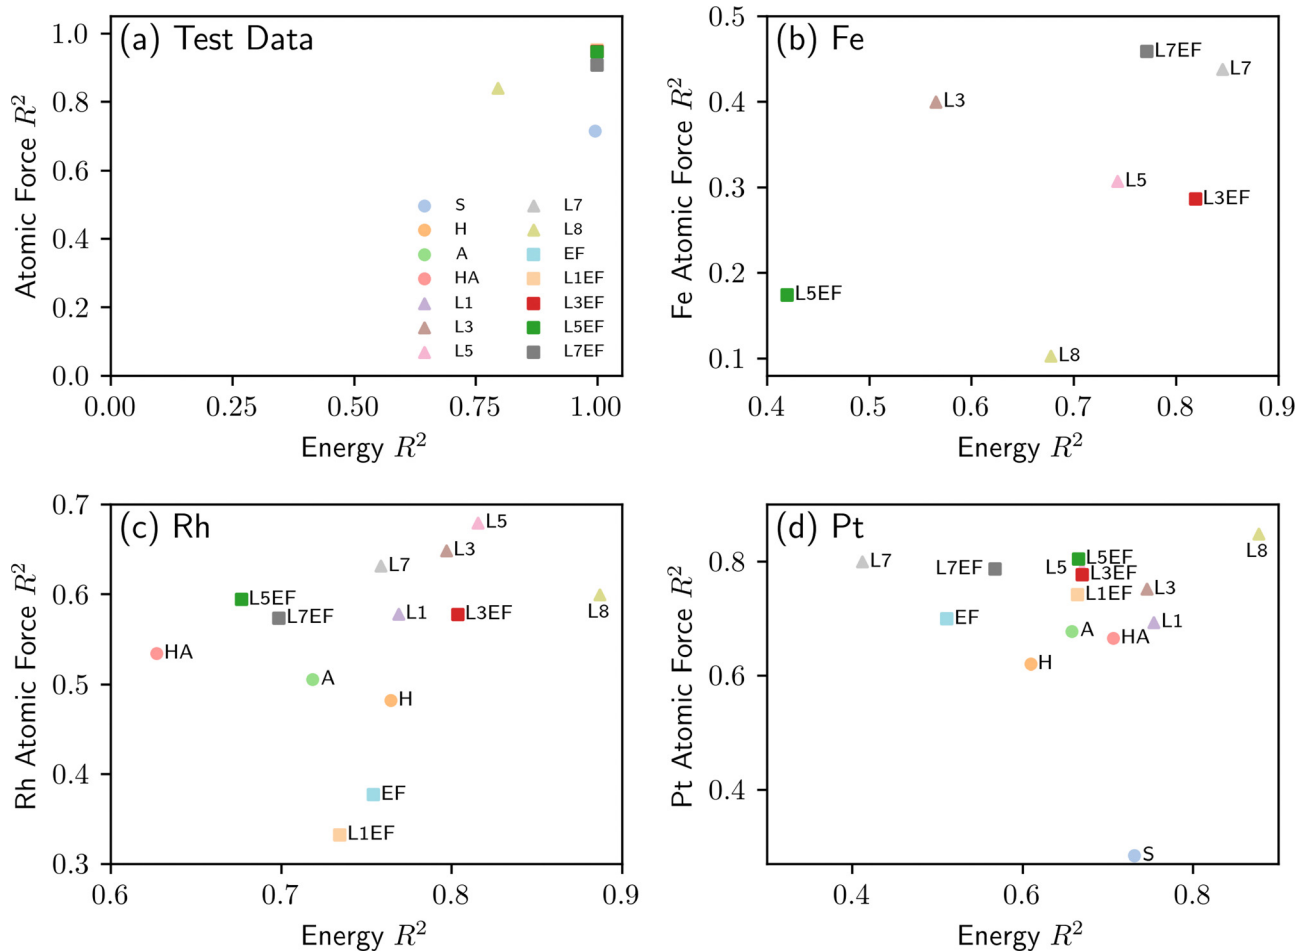 (a) Test Data
Atomic Force R²
1.0
0.8
0.6
0.4
0.2
0.0
S
H
A
HA
L1
L3
L5
L7
L8
EF
L1EF
L3EF
L5EF
L7EF
0.00 0.25 0.50 0.75 1.00
Energy R²
(b) Fe
Fe Atomic Force R²
0.5
0.4
0.3
0.2
0.1
L7EF
L7
L3
L5
L3EF
L5EF
L8
0.4 0.5 0.6 0.7 0.8 0.9
Energy R²
(c) Rh
Rh Atomic Force R²
0.7
0.6
0.5
0.4
0.3
L5
L3
L7
L5EF
L7EF
L1
L3EF
L8
HA
A
H
EF
L1EF
0.6 0.7 0.8 0.9
Energy R²
(d) Pt
Pt Atomic Force R²
0.8
0.6
0.4
L8
L7
L7EF
L5
L5EF
L3EF
L3
L1EF
EF
A
HA
L1
H
S
0.4 0.6 0.8
Energy R²